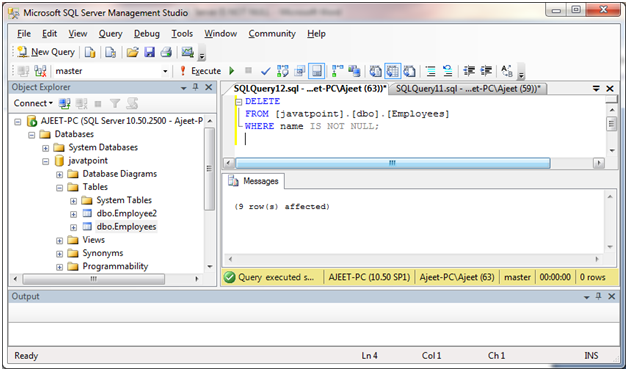 Microsoft SQL Server Management Studio
File Edit View Query Debug Tools Window Community Help
New Query
master Execute
Object Explorer
Connect
AJEET-PC (SQL Server 10.50.2500 - Ajeet-P
Databases
System Databases
javatpoint
Database Diagrams
Tables
System Tables
dbo.Employee2
dbo.Employees
Views
Synonyms
Programmability
SQLQuery12.sql - ...et-PC\Ajeet (63))* SQLQuery11.sql - ...et-PC\Ajeet (59))*
DELETE
FROM [javatpoint].[dbo].[Employees]
WHERE name IS NOT NULL;
Messages
(9 row(s) affected)
Query executed s... AJEET-PC (10.50 SP1) Ajeet-PC\Ajeet (63) master 00:00:00 0 rows
Output
Ready Ln 4 Col 1 Ch 1 INS